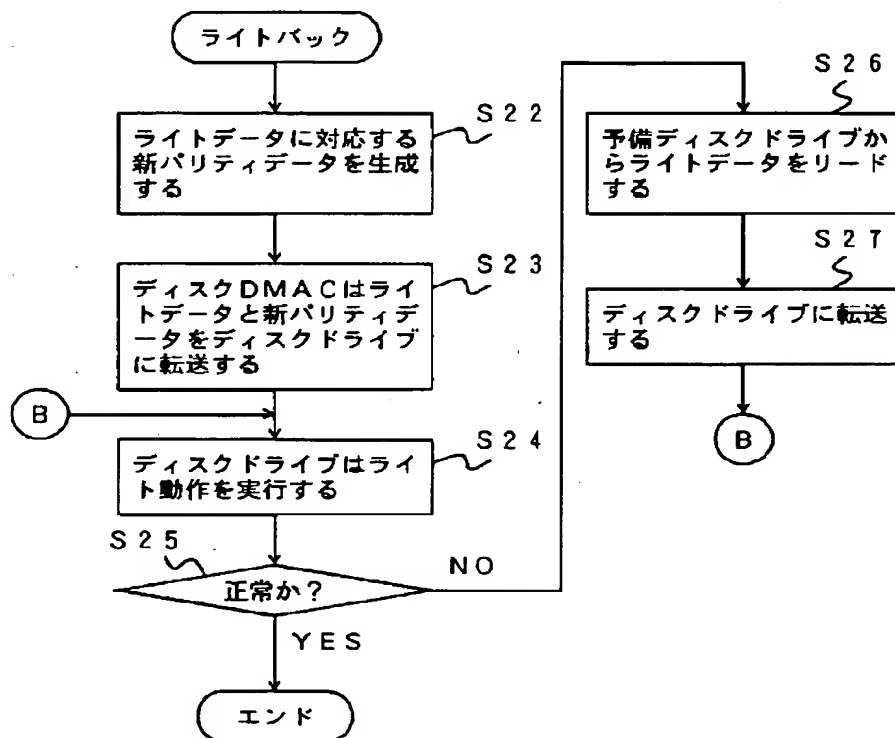 ライトバック
S22
ライトデータに対応する
新パリティデータを生成
する
S23
ディスクDMACはライ
トデータと新パリティデ
ータをディスクドライブ
に転送する
B
S24
ディスクドライブはライ
ト動作を実行する
S25
正常か?
NO
YES
エンド
S26
予備ディスクドライブか
らライトデータをリード
する
S27
ディスクドライブに転送
する
B